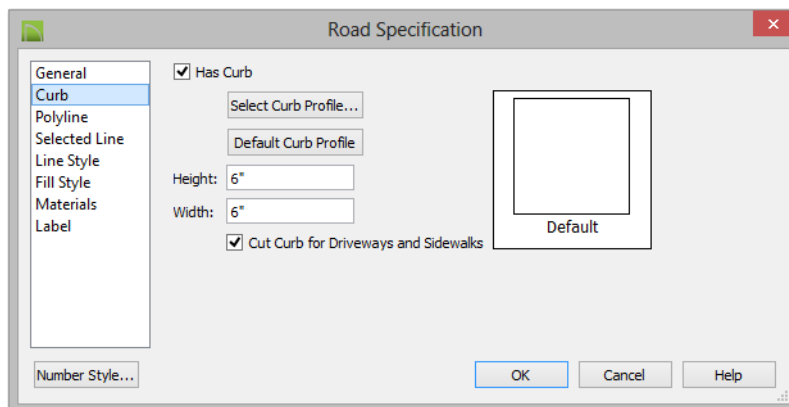 Road Specification
General
Curb
Polyline
Selected Line
Line Style
Fill Style
Materials
Label
Has Curb
Select Curb Profile...
Default Curb Profile
Height: 6"
Width: 6"
Cut Curb for Driveways and Sidewalks
Default
Number Style...
OK
Cancel
Help